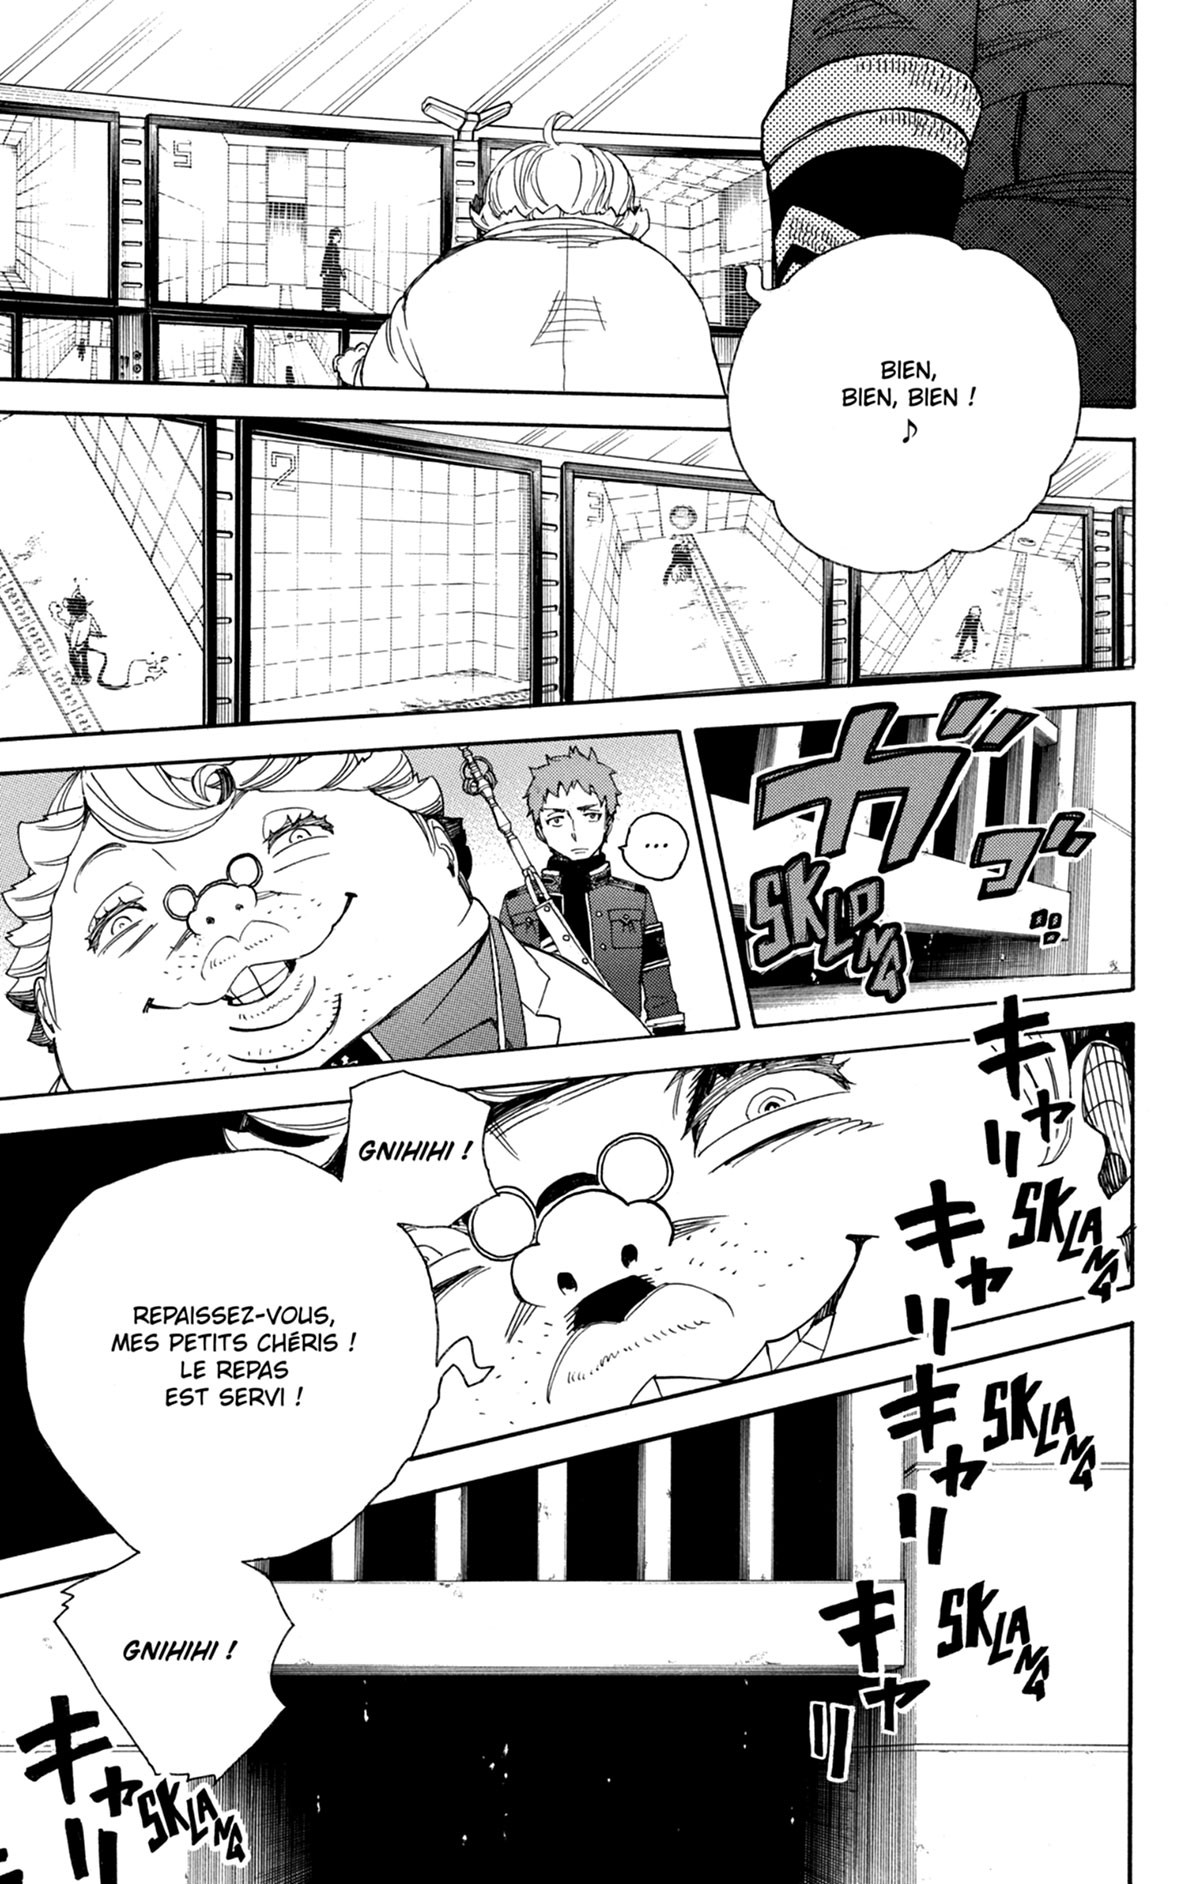 5
BIEN,
BIEN, BIEN !
♪
2
3
ガゴ
SKLONG
...
キャリ
SKLANG
GNIHIHI !
キャリ
SKLANG
REPAISSEZ-VOUS,
MES PETITS CHÉRIS !
LE REPAS
EST SERVI !
キャリ
SKLANG
GNIHIHI !
キャリ
SKLANG
キャリ
SKLANG